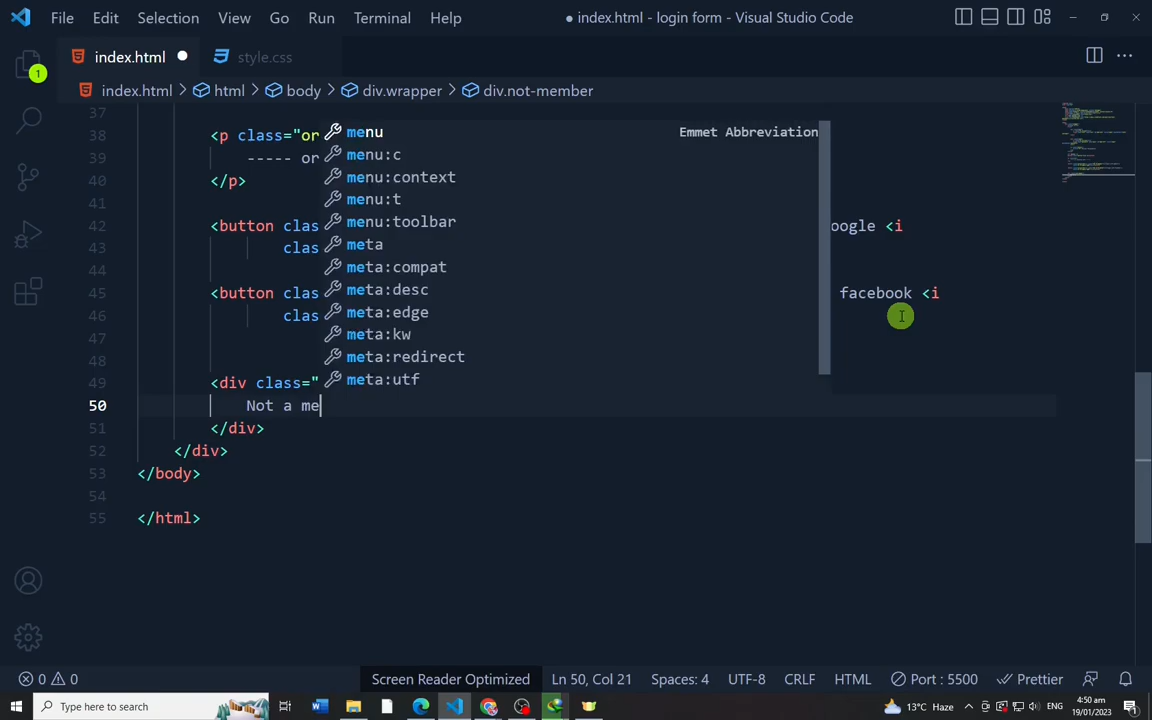 File Edit Selection View Go Run Terminal Help
● index.html - login form - Visual Studio Code
index.html ● style.css
1
index.html > html > body > div.wrapper > div.not-member
37
38 <p class="or
39 ----- or
40 </p>
41
42 <button clas oogle <i
43 clas
44
45 <button clas facebook <i
46 clas
47
48
49 <div class="
50 Not a me
51 </div>
52 </div>
53 </body>
54
55 </html>
menu Emmet Abbreviation
menu:c
menu:context
menu:t
menu:toolbar
meta
meta:compat
meta:desc
meta:edge
meta:kw
meta:redirect
meta:utf
0 0 Screen Reader Optimized Ln 50, Col 21 Spaces: 4 UTF-8 CRLF HTML Port : 5500 Prettier
Type here to search 13°C Haze ENG 4:50 am
19/01/2023